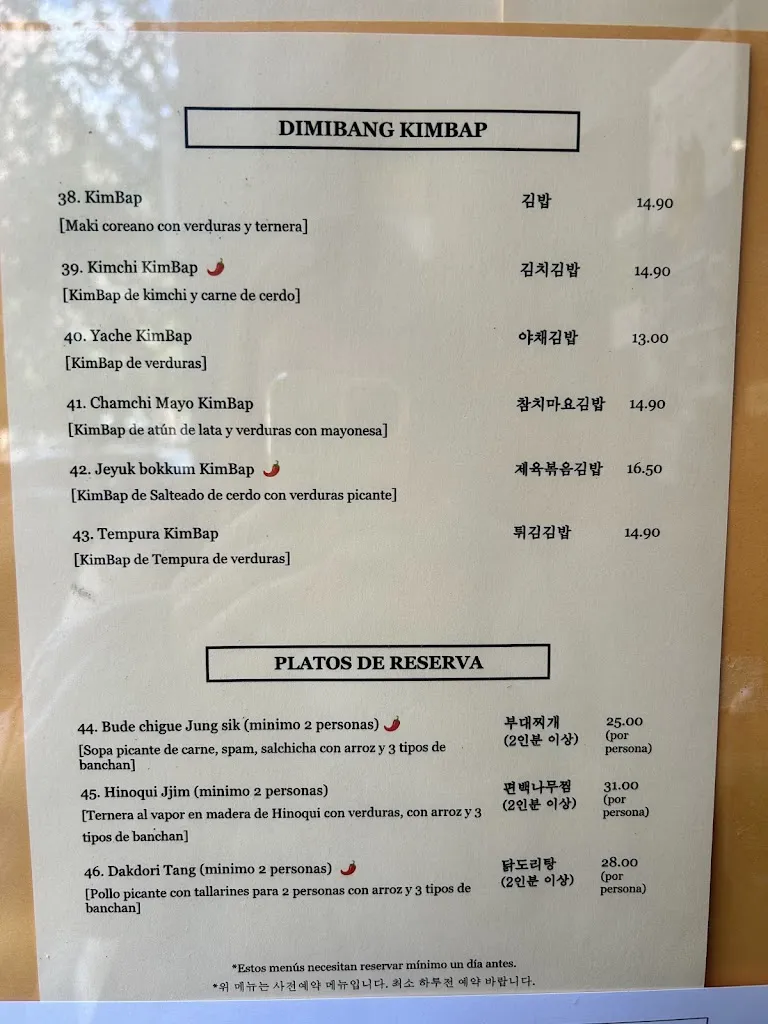 DIMIBANG KIMBAP
38. KimBap 김밥 14.90
[Maki coreano con verduras y ternera]
39. Kimchi KimBap 김치김밥 14.90
[KimBap de kimchi y carne de cerdo]
40. Yache KimBap 야채김밥 13.00
[KimBap de verduras]
41. Chamchi Mayo KimBap 참치마요김밥 14.90
[KimBap de atún de lata y verduras con mayonesa]
42. Jeyuk bokkum KimBap 제육볶음김밥 16.50
[KimBap de Salteado de cerdo con verduras picante]
43. Tempura KimBap 튀김김밥 14.90
[KimBap de Tempura de verduras]
PLATOS DE RESERVA
44. Bude chigue Jung sik (minimo 2 personas) 부대찌개 25.00
(2인분 이상) (por
persona)
[Sopa picante de carne, spam, salchicha con arroz y 3 tipos de
banchan]
45. Hinoqui Jjim (minimo 2 personas) 편백나무찜 31.00
(2인분 이상) (por
persona)
[Ternera al vapor en madera de Hinoqui con verduras, con arroz y 3
tipos de banchan]
46. Dakdori Tang (minimo 2 personas) 닭도리탕 28.00
(2인분 이상) (por
persona)
[Pollo picante con tallarines para 2 personas con arroz y 3 tipos de
banchan]
*Estos menús necesitan reservar mínimo un día antes.
*위 메뉴는 사전예약 메뉴입니다. 최소 하루전 예약 바랍니다.